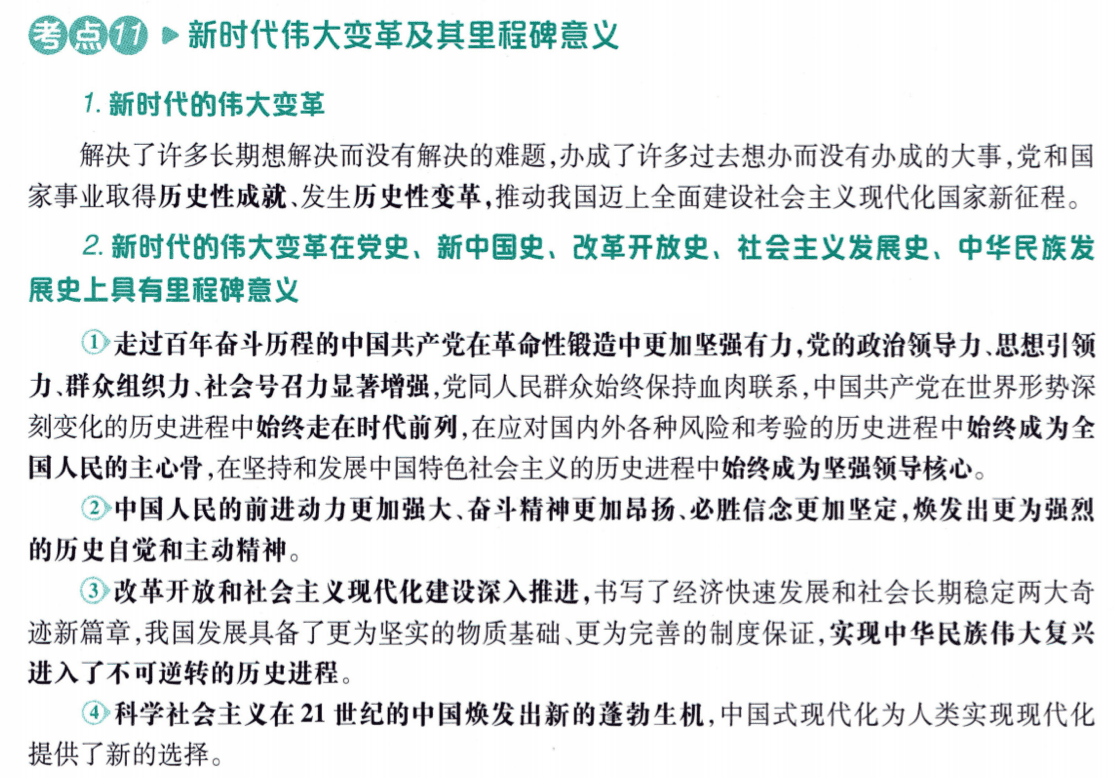 考点11 ▶ 新时代伟大变革及其里程碑意义
1. 新时代的伟大变革
解决了许多长期想解决而没有解决的难题,办成了许多过去想办而没有办成的大事,党和国
家事业取得历史性成就、发生历史性变革,推动我国迈上全面建设社会主义现代化国家新征程。
2. 新时代的伟大变革在党史、新中国史、改革开放史、社会主义发展史、中华民族发
展史上具有里程碑意义
①走过百年奋斗历程的中国共产党在革命性锻造中更加坚强有力,党的政治领导力、思想引领
力、群众组织力、社会号召力显著增强,党同人民群众始终保持血肉联系,中国共产党在世界形势深
刻变化的历史进程中始终走在时代前列,在应对国内外各种风险和考验的历史进程中始终成为全
国人民的主心骨,在坚持和发展中国特色社会主义的历史进程中始终成为坚强领导核心。
②中国人民的前进动力更加强大、奋斗精神更加昂扬、必胜信念更加坚定,焕发出更为强烈
的历史自觉和主动精神。
③改革开放和社会主义现代化建设深入推进,书写了经济快速发展和社会长期稳定两大奇
迹新篇章,我国发展具备了更为坚实的物质基础、更为完善的制度保证,实现中华民族伟大复兴
进入了不可逆转的历史进程。
④科学社会主义在21世纪的中国焕发出新的蓬勃生机,中国式现代化为人类实现现代化
提供了新的选择。